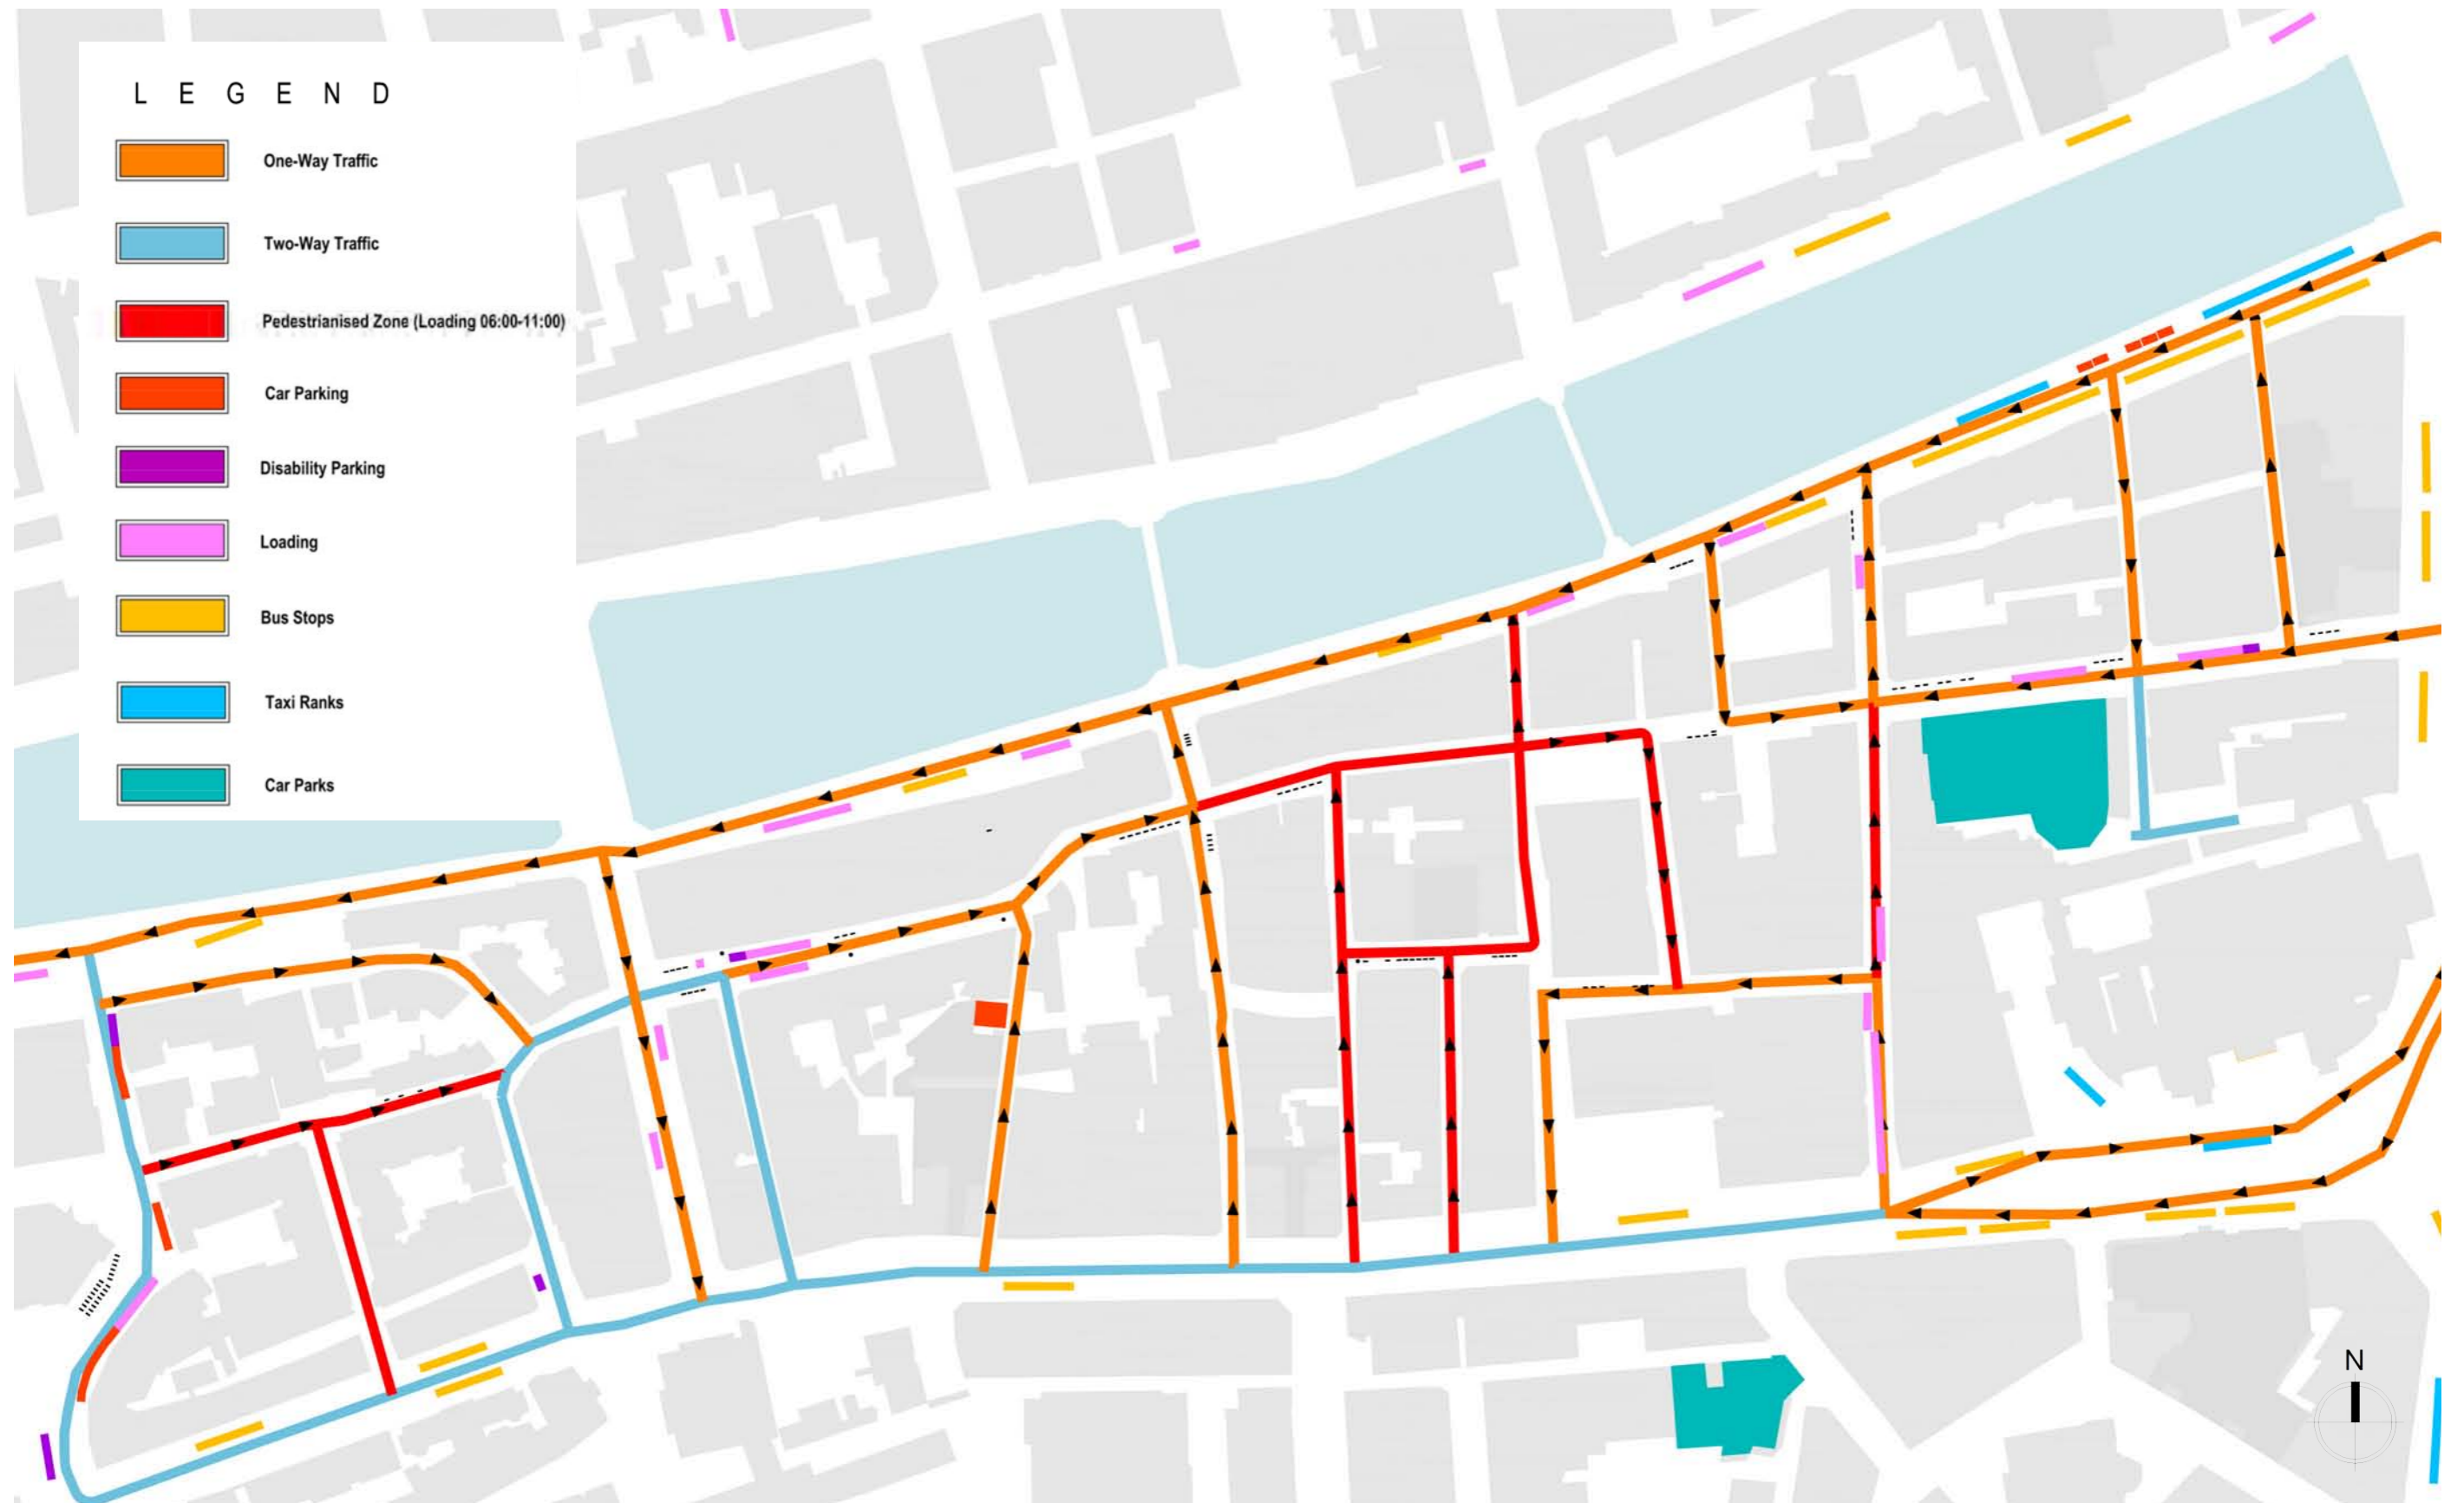 L E G E N D
One-Way Traffic
Two-Way Traffic
Pedestrianised Zone (Loading 06:00-11:00)
Car Parking
Disability Parking
Loading
Bus Stops
Taxi Ranks
Car Parks
N